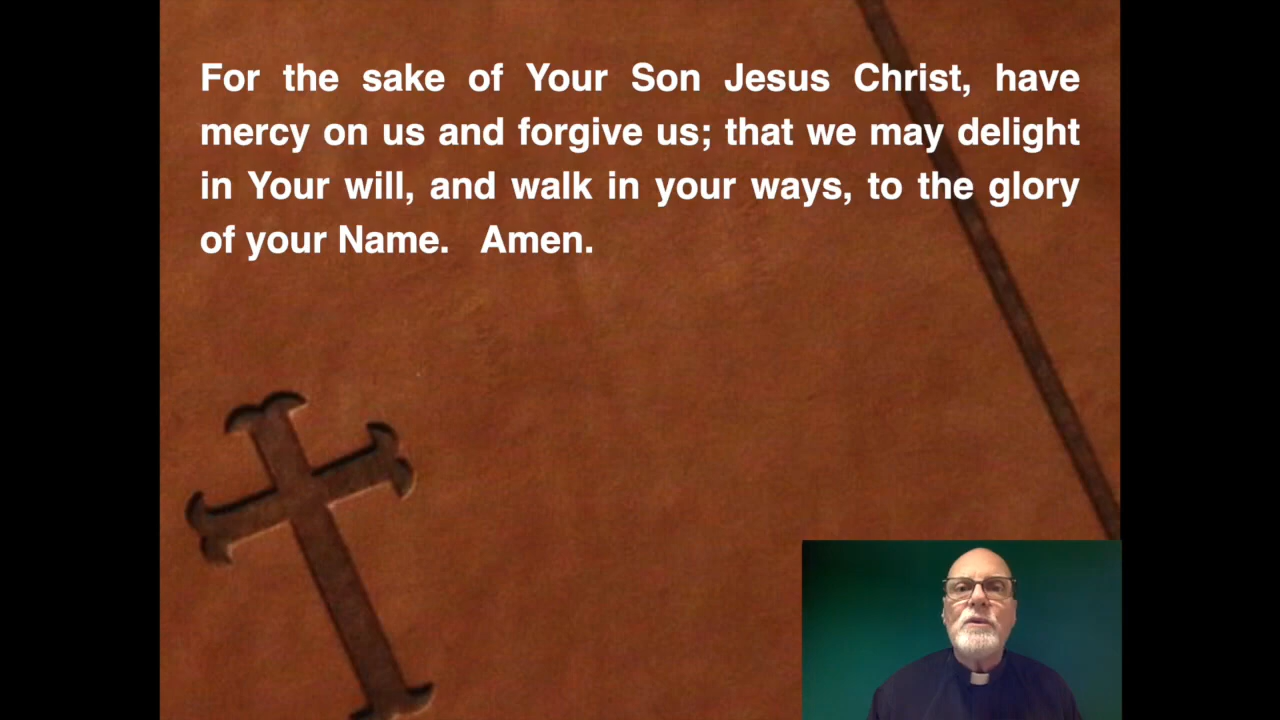 For the sake of Your Son Jesus Christ, have
mercy on us and forgive us; that we may delight
in Your will, and walk in your ways, to the glory
of your Name. Amen.